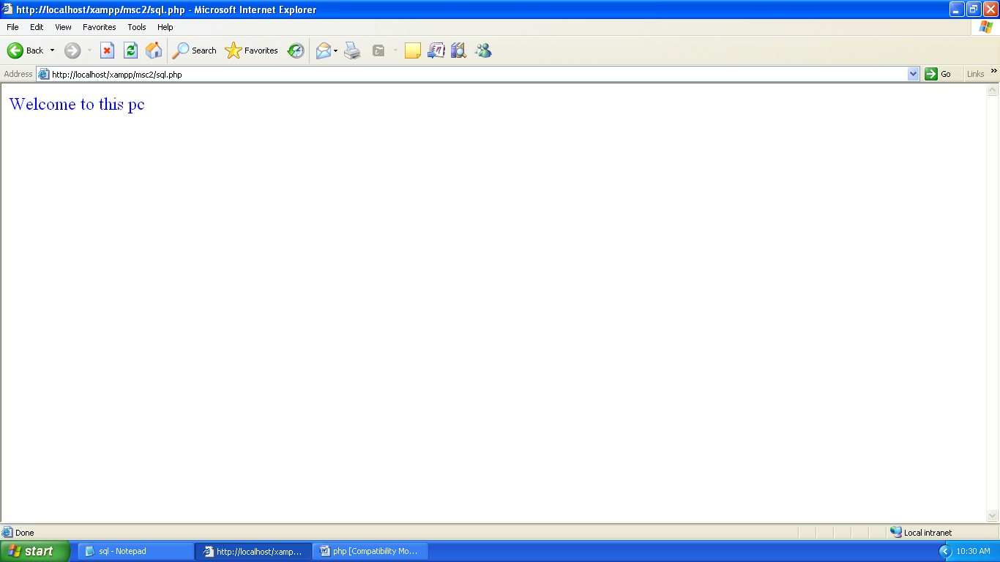 http://localhost/xampp/msc2/sql.php - Microsoft Internet Explorer
File Edit View Favorites Tools Help
Back Search Favorites
Address http://localhost/xampp/msc2/sql.php Go Links »
Welcome to this pc
Done Local intranet
start sql - Notepad http://localhost/xamp... php [Compatibility Mo... 10:30 AM